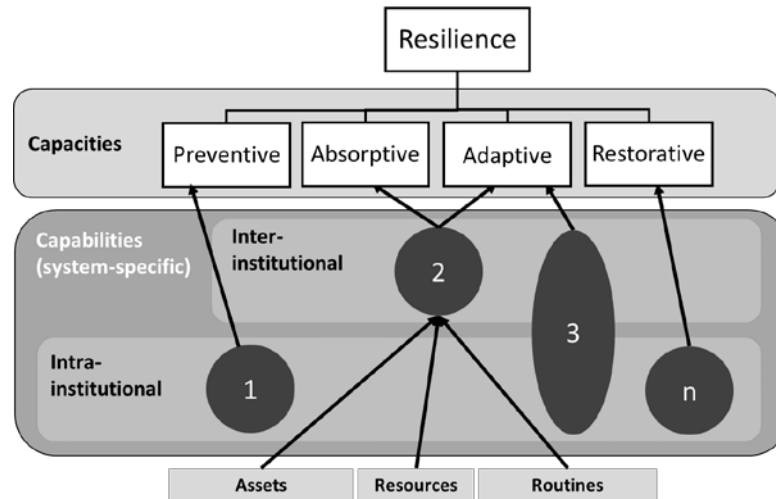 Resilience
Capacities
Preventive
Absorptive
Adaptive
Restorative
Capabilities
(system-specific)
Inter-
institutional
2
3
Intra-
institutional
1
n
Assets
Resources
Routines